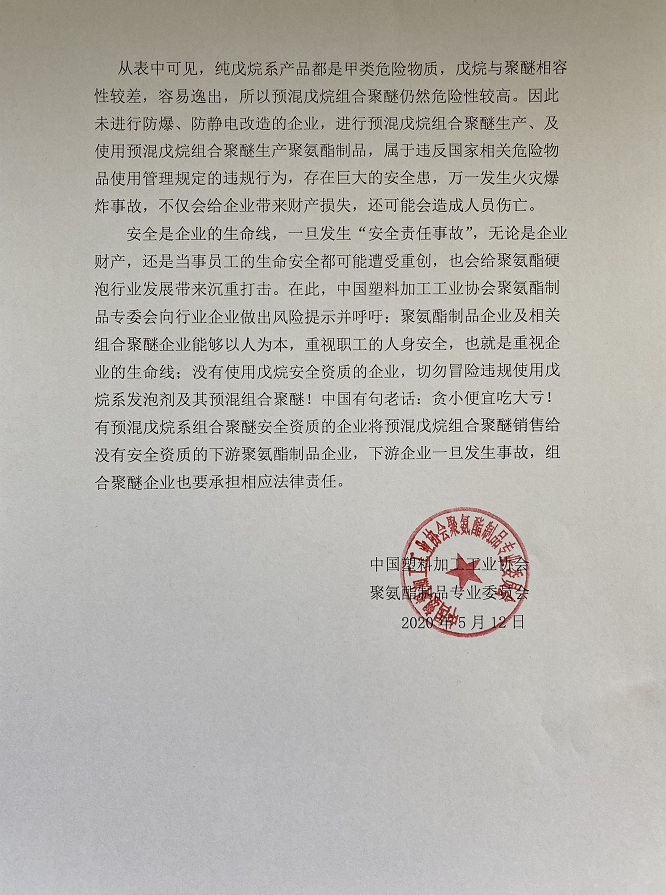 从表中可见，纯戊烷系产品都是甲类危险物质，戊烷与聚醚相容
性较差，容易逸出，所以预混戊烷组合聚醚仍然危险性较高。因此
未进行防爆、防静电改造的企业，进行预混戊烷组合聚醚生产、及
使用预混戊烷组合聚醚生产聚氨酯制品，属于违反国家相关危险物
品使用管理规定的违规行为，存在巨大的安全患，万一发生火灾爆
炸事故，不仅会给企业带来财产损失，还可能会造成人员伤亡。
安全是企业的生命线，一旦发生“安全责任事故”，无论是企业
财产，还是当事员工的生命安全都可能遭受重创，也会给聚氨酯硬
泡行业发展带来沉重打击。在此，中国塑料加工工业协会聚氨酯制
品专委会向行业企业做出风险提示并呼吁：聚氨酯制品企业及相关
组合聚醚企业能够以人为本，重视职工的人身安全，也就是重视企
业的生命线；没有使用戊烷安全资质的企业，切勿冒险违规使用戊
烷系发泡剂及其预混组合聚醚！中国有句老话：贪小便宜吃大亏！
有预混戊烷系组合聚醚安全资质的企业将预混戊烷组合聚醚销售给
没有安全资质的下游聚氨酯制品企业，下游企业一旦发生事故，组
合聚醚企业也要承担相应法律责任。
中国塑料加工工业协会
聚氨酯制品专业委员会
2020 年 5 月 12 日
中国塑料加工工业协会聚氨酯制品专业委员会